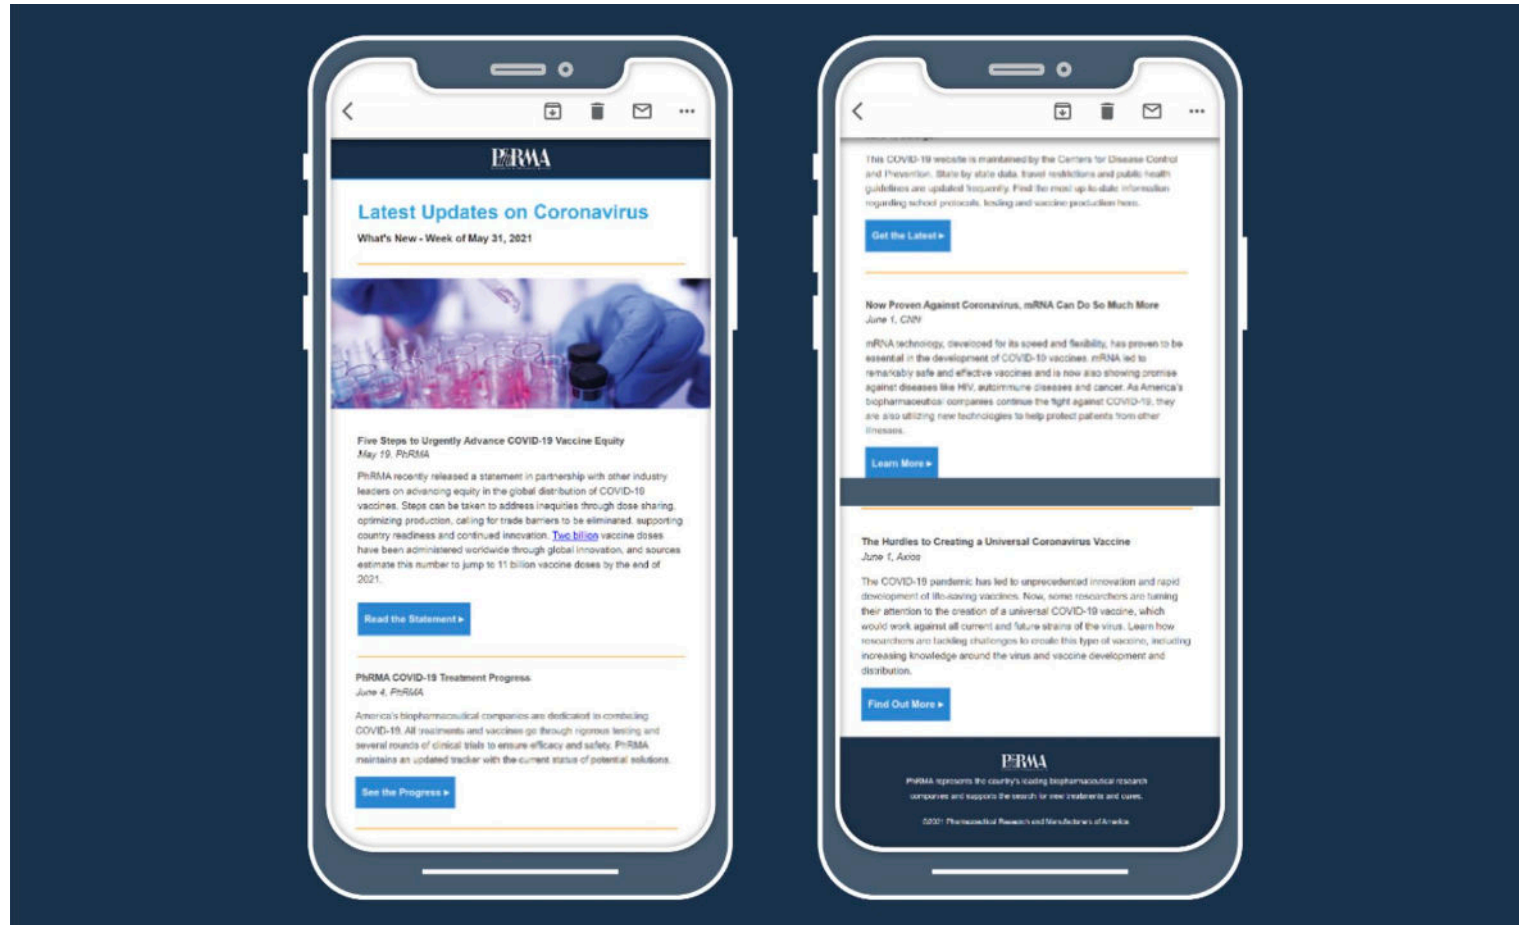 PhRMA
Latest Updates on Coronavirus
What's New - Week of May 31, 2021
Five Steps to Urgently Advance COVID-19 Vaccine Equity
May 19, PhRMA
PhRMA recently released a statement in partnership with other industry
leaders on advancing equity in the global distribution of COVID-19
vaccines. Steps can be taken to address inequities through dose sharing,
optimizing production, calling for trade barriers to be eliminated, supporting
country readiness and continued innovation. Two billion vaccine doses
have been administered worldwide through global innovation, and sources
estimate this number to jump to 11 billion vaccine doses by the end of
2021.
Read the Statement ▸
PhRMA COVID-19 Treatment Progress
June 4, PhRMA
America's biopharmaceutical companies are dedicated to combating
COVID-19. All treatments and vaccines go through rigorous testing and
several rounds of clinical trials to ensure efficacy and safety. PhRMA
maintains an updated tracker with the current status of potential solutions.
See the Progress ▸
This COVID-19 website is maintained by the Centers for Disease Control
and Prevention. State by state data, travel restrictions and public health
guidelines are updated frequently. Find the most up-to-date information
regarding school protocols, testing and vaccine production here.
Get the Latest ▸
Now Proven Against Coronavirus, mRNA Can Do So Much More
June 1, CNN
mRNA technology, developed for its speed and flexibility, has proven to be
essential in the development of COVID-19 vaccines. mRNA led to
remarkably safe and effective vaccines and is now also showing promise
against diseases like HIV, autoimmune diseases and cancer. As America's
biopharmaceutical companies continue the fight against COVID-19, they
are also utilizing new technologies to help protect patients from other
illnesses.
Learn More ▸
The Hurdles to Creating a Universal Coronavirus Vaccine
June 1, Axios
The COVID-19 pandemic has led to unprecedented innovation and rapid
development of life-saving vaccines. Now, some researchers are turning
their attention to the creation of a universal COVID-19 vaccine, which
would work against all current and future strains of the virus. Learn how
researchers are tackling challenges to create this type of vaccine, including
increasing knowledge around the virus and vaccine development and
distribution.
Find Out More ▸
PhRMA
PhRMA represents the country's leading biopharmaceutical research
companies and supports the search for new treatments and cures.
©2021 Pharmaceutical Research and Manufacturers of America